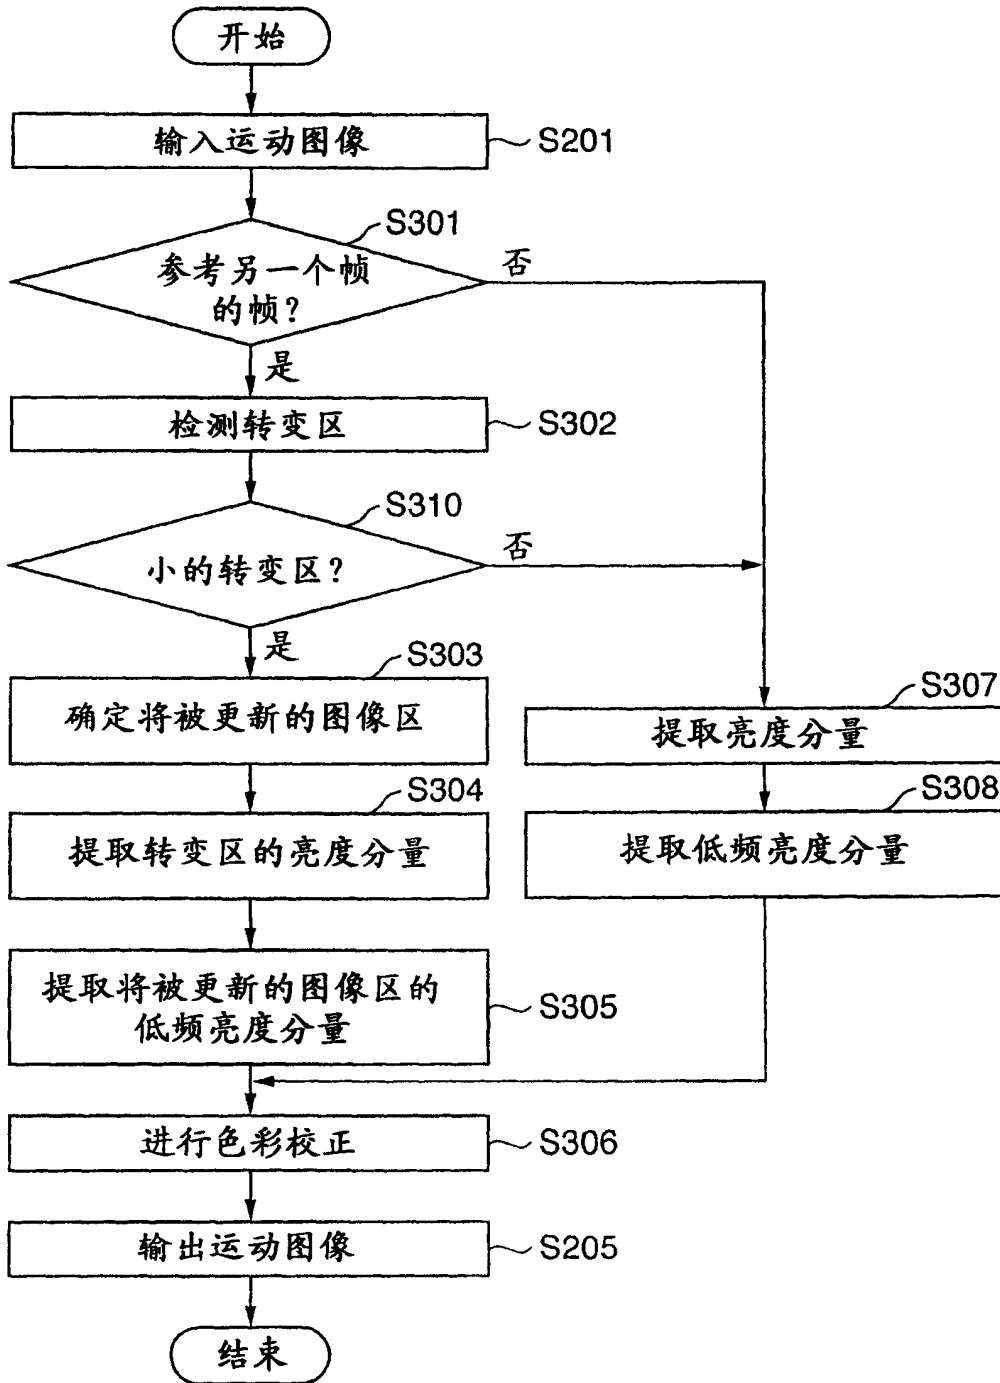 开始
输入运动图像
S201
S301
参考另一个帧
的帧？
否
是
检测转变区
S302
S310
小的转变区？
否
是
S303
确定将被更新的图像区
S307
提取亮度分量
S304
提取转变区的亮度分量
S308
提取低频亮度分量
提取将被更新的图像区的
低频亮度分量
S305
进行色彩校正
S306
输出运动图像
S205
结束